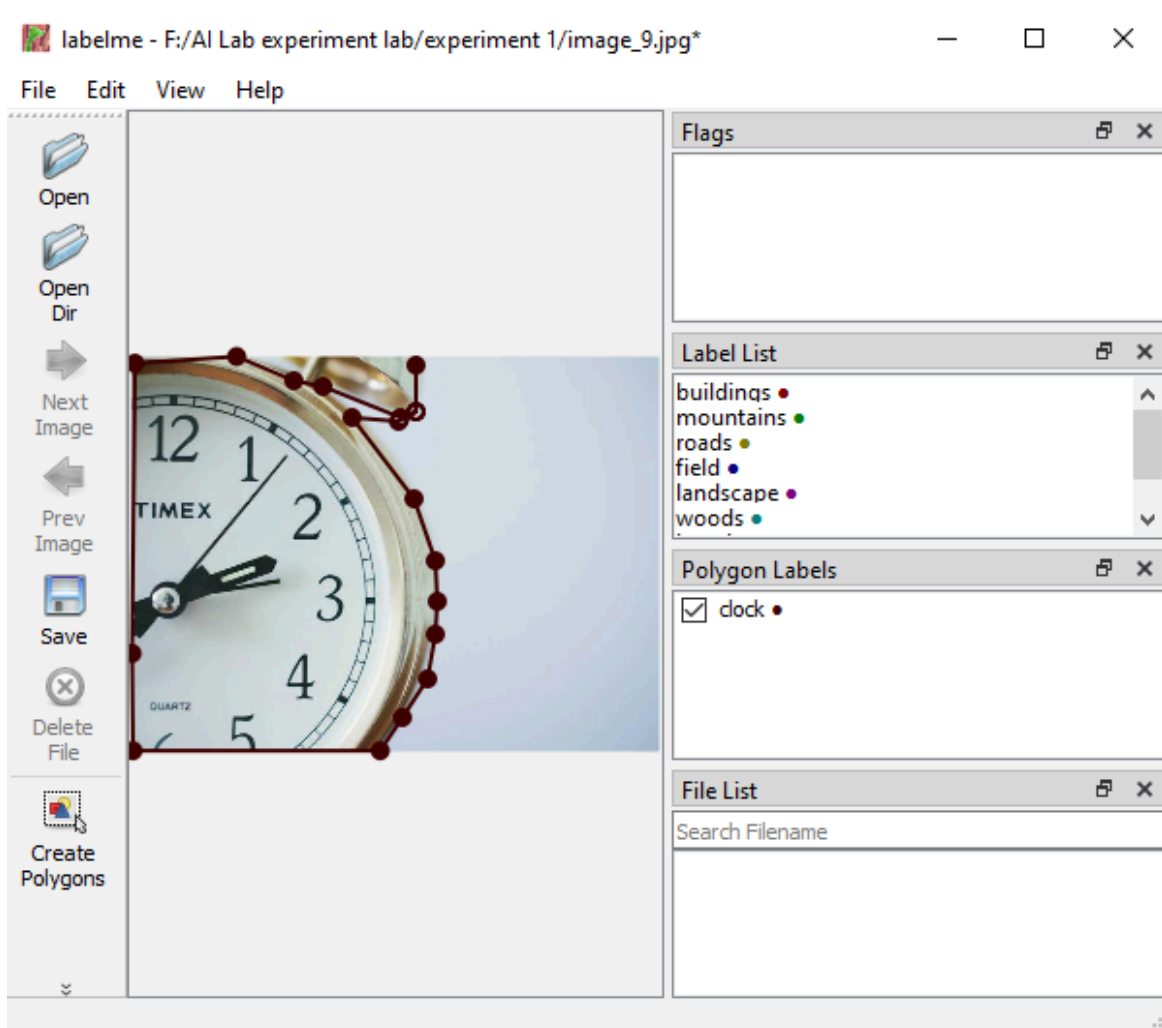 labelme - F:/AI Lab experiment lab/experiment 1/image_9.jpg*
File Edit View Help
Open
Open
Dir
Next
Image
Prev
Image
Save
Delete
File
Create
Polygons
12
1
TIMEX
2
3
4
QUARTZ
5
Flags
Label List
buildings
mountains
roads
field
landscape
woods
Polygon Labels
clock
File List
Search Filename